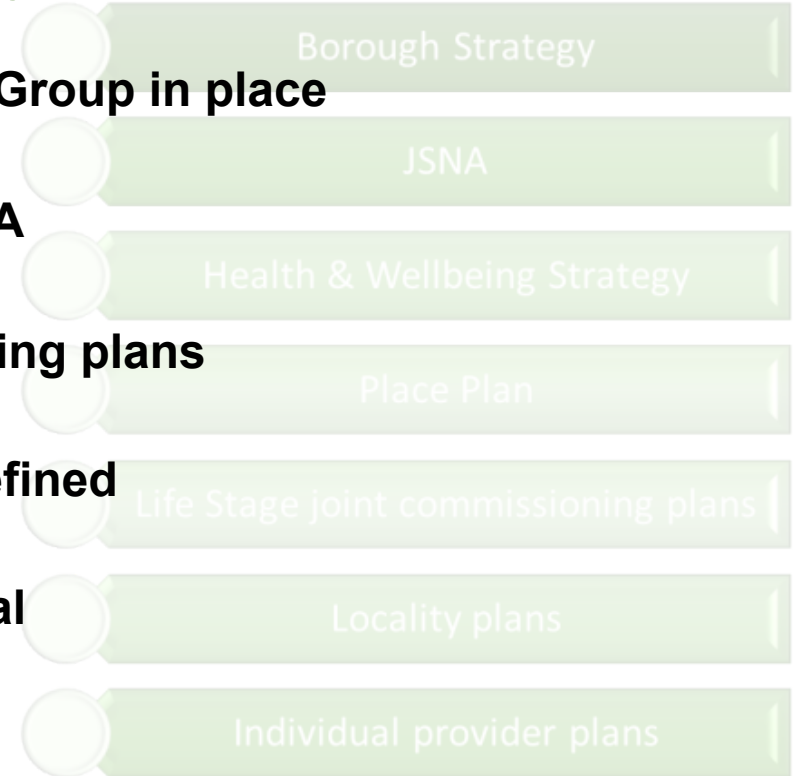 Borough Strategy
Group in place
JSNA
A
Health & Wellbeing Strategy
ing plans
Place Plan
efined
Life Stage joint commissioning plans
al
Locality plans
Individual provider plans